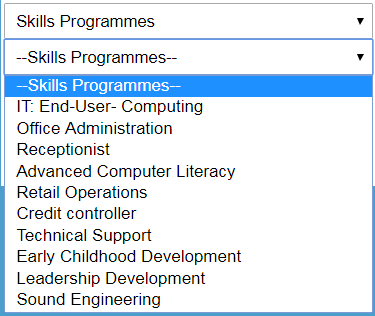 Skills Programmes
--Skills Programmes--
--Skills Programmes--
IT: End-User- Computing
Office Administration
Receptionist
Advanced Computer Literacy
Retail Operations
Credit controller
Technical Support
Early Childhood Development
Leadership Development
Sound Engineering